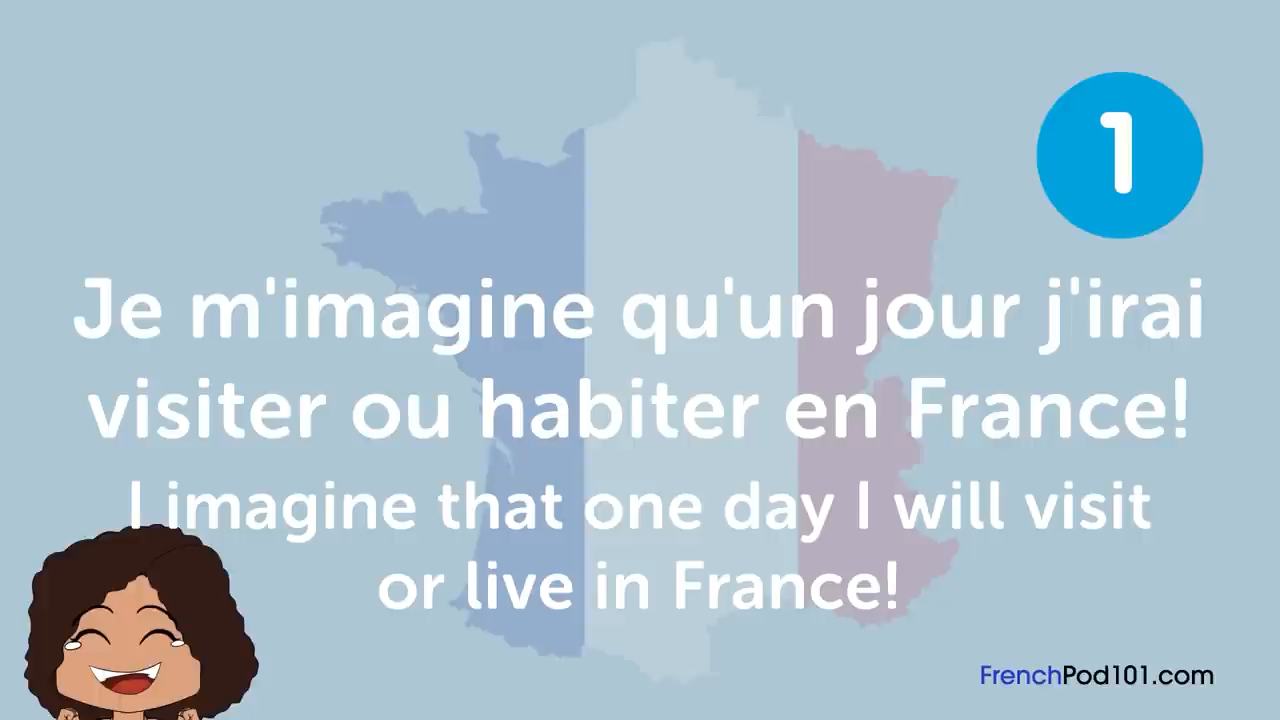 1
Je m'imagine qu'un jour j'irai
visiter ou habiter en France!
I imagine that one day I will visit
or live in France!
FrenchPod101.com